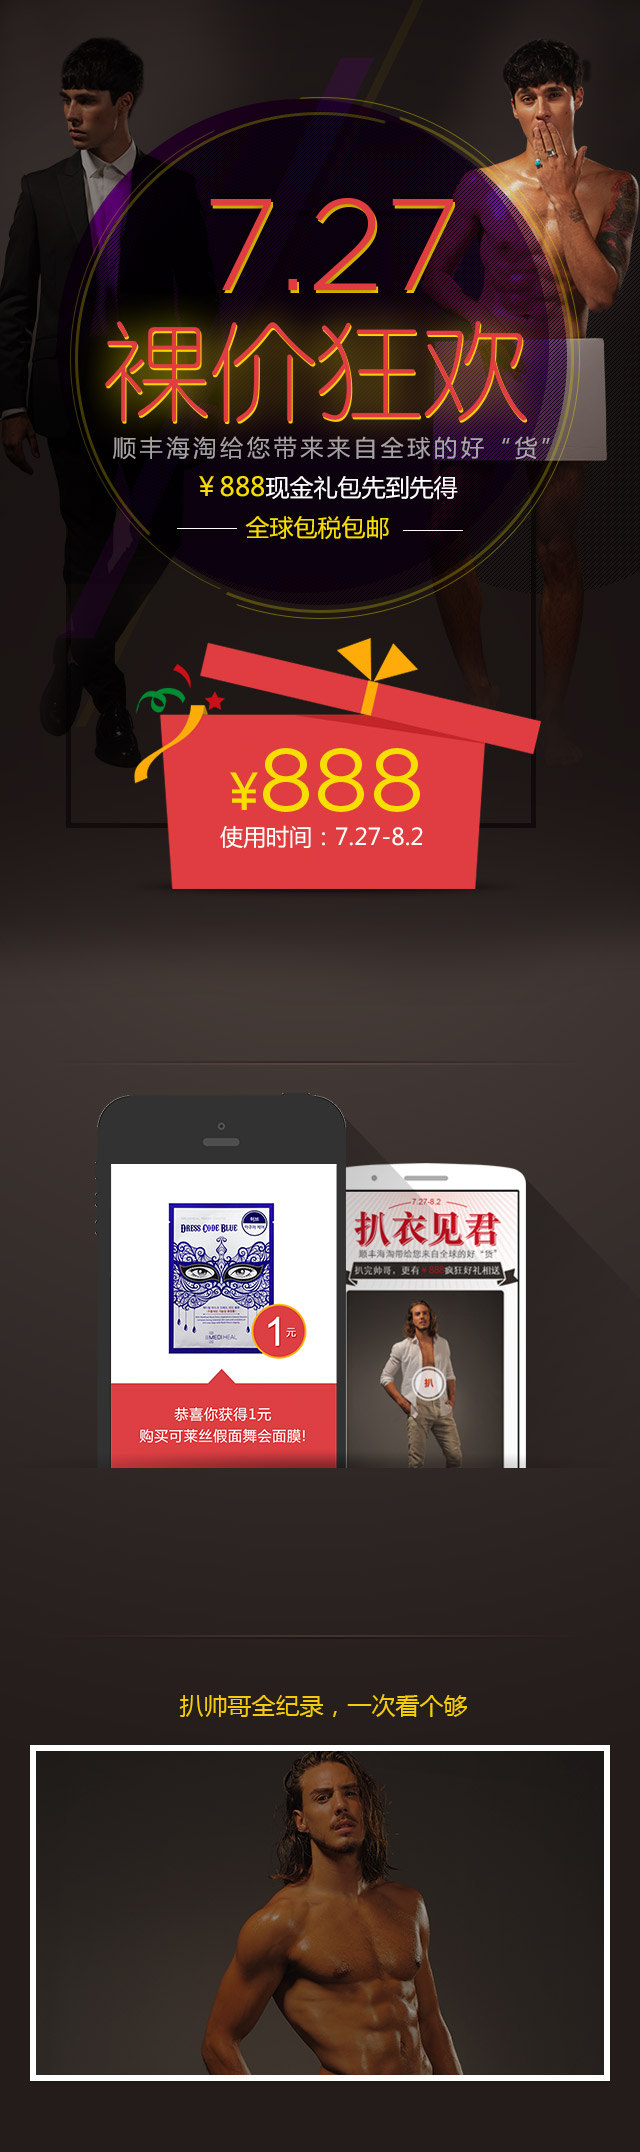 7.27
裸价狂欢
顺丰海淘给您带来来自全球的好“货”
￥888现金礼包先到先得
全球包税包邮
¥888
使用时间：7.27-8.2
DRESS CODE BLUE
MEDIHEAL
1元
恭喜你获得1元
购买可莱丝假面舞会面膜!
7.27-8.2
扒衣见君
顺丰海淘带给您来自全球的好“货”
扒完帅哥，更有￥888疯狂好礼相送
扒
扒帅哥全纪录，一次看个够